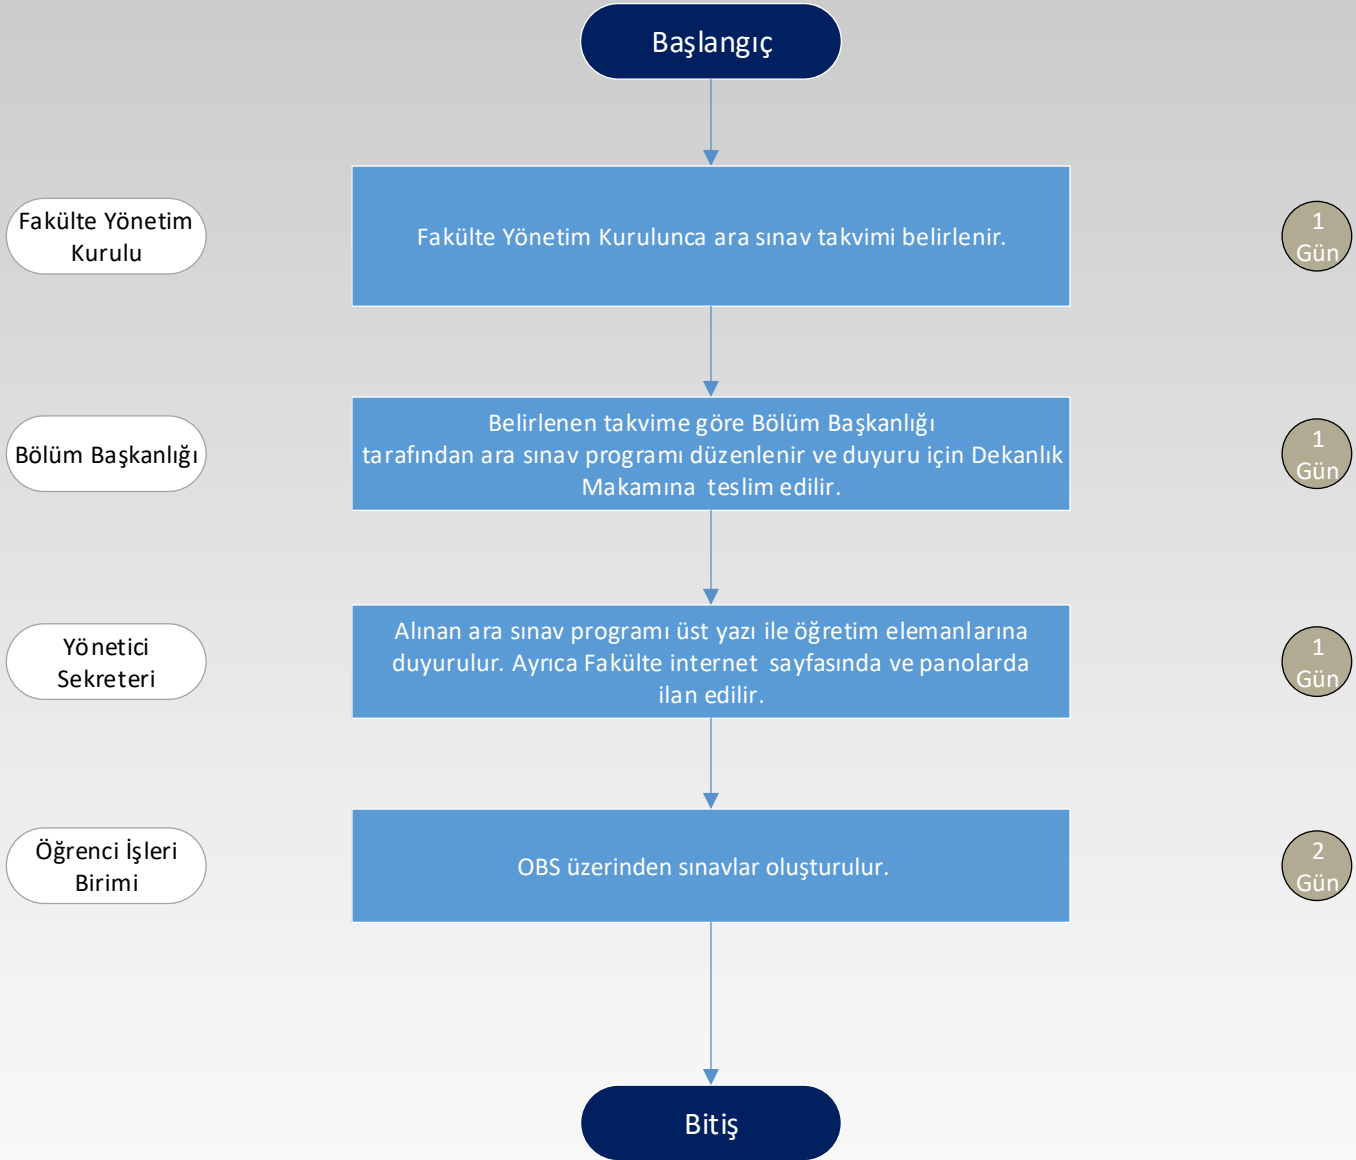 Başlangıç
Fakülte Yönetim
Kurulu
Fakülte Yönetim Kurulunca ara sınav takvimi belirlenir.
1
Gün
Bölüm Başkanlığı
Belirlenen takvime göre Bölüm Başkanlığı
tarafından ara sınav programı düzenlenir ve duyuru için Dekanlık
Makamına teslim edilir.
1
Gün
Yönetici
Sekreteri
Alınan ara sınav programı üst yazı ile öğretim elemanlarına
duyurulur. Ayrıca Fakülte internet sayfasında ve panolarda
ilan edilir.
1
Gün
Öğrenci İşleri
Birimi
OBS üzerinden sınavlar oluşturulur.
2
Gün
Bitiş